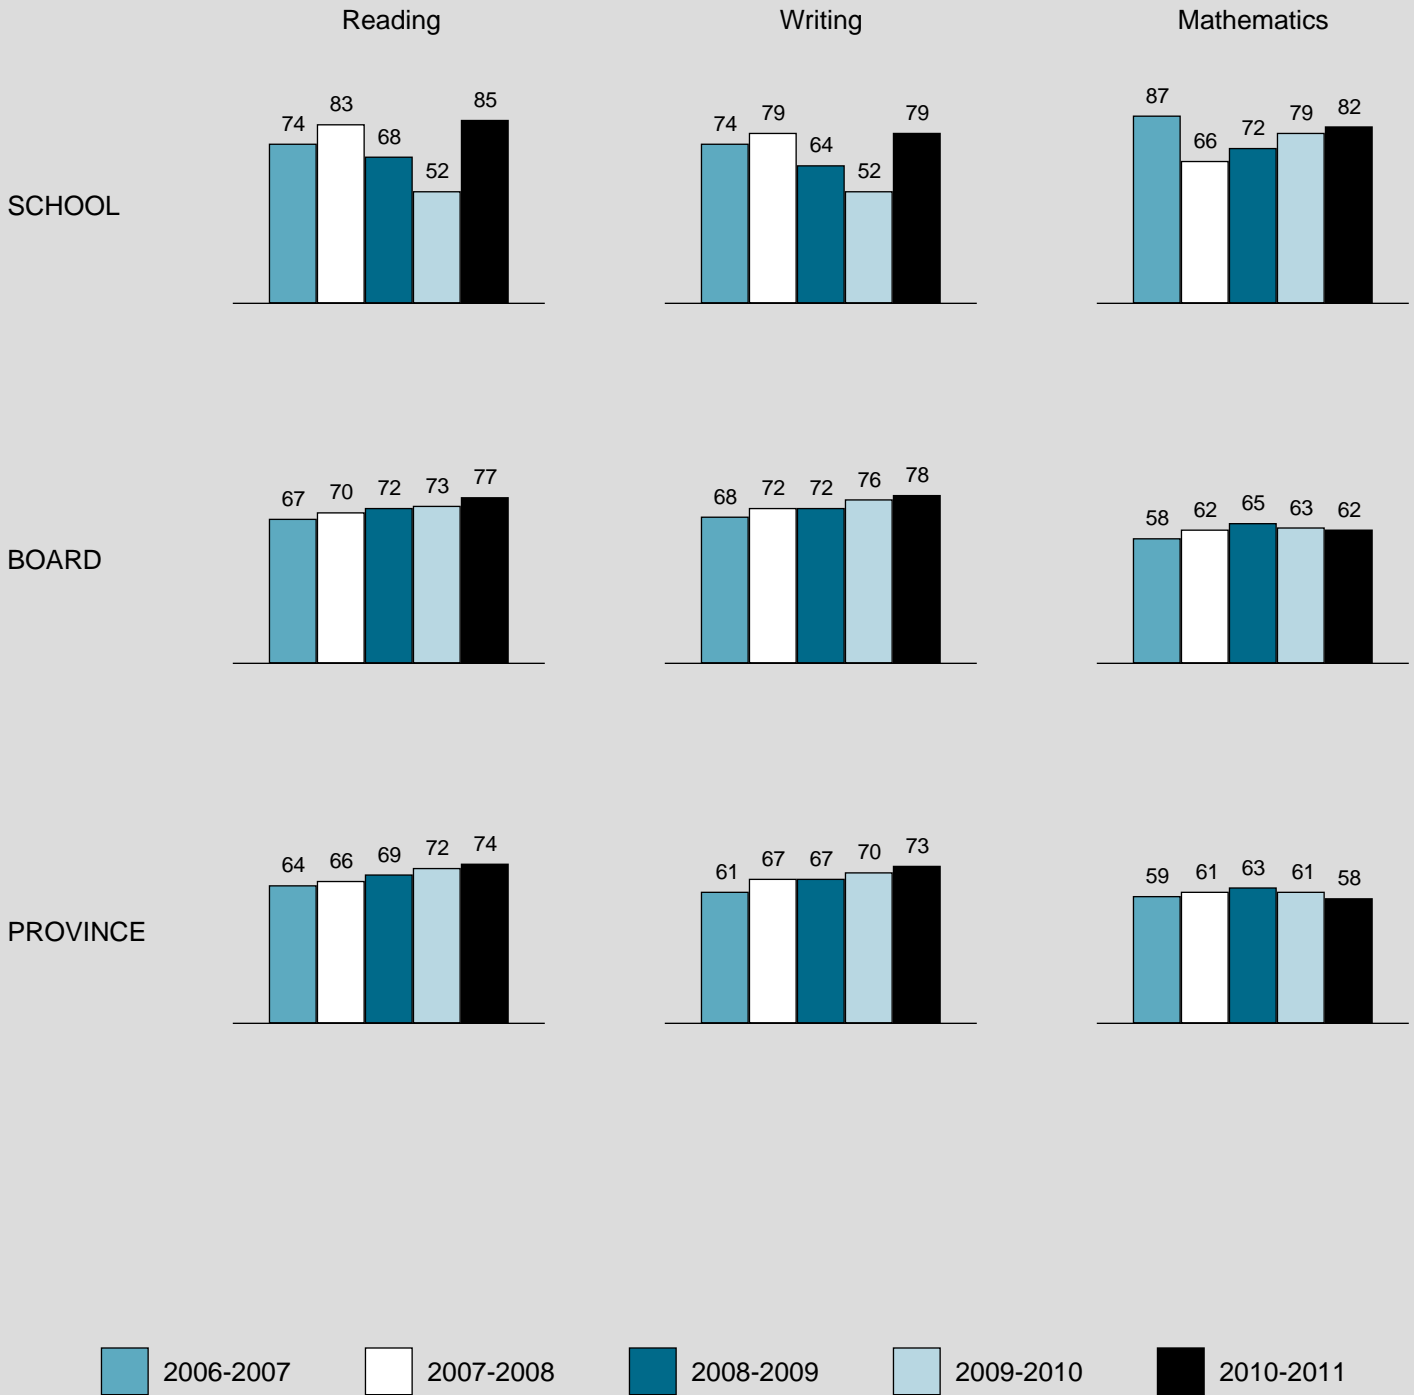 Reading Writing Mathematics
SCHOOL
74 83 68 52 85
74 79 64 52 79
87 66 72 79 82
BOARD
67 70 72 73 77
68 72 72 76 78
58 62 65 63 62
PROVINCE
64 66 69 72 74
61 67 67 70 73
59 61 63 61 58
2006-2007 2007-2008 2008-2009 2009-2010 2010-2011